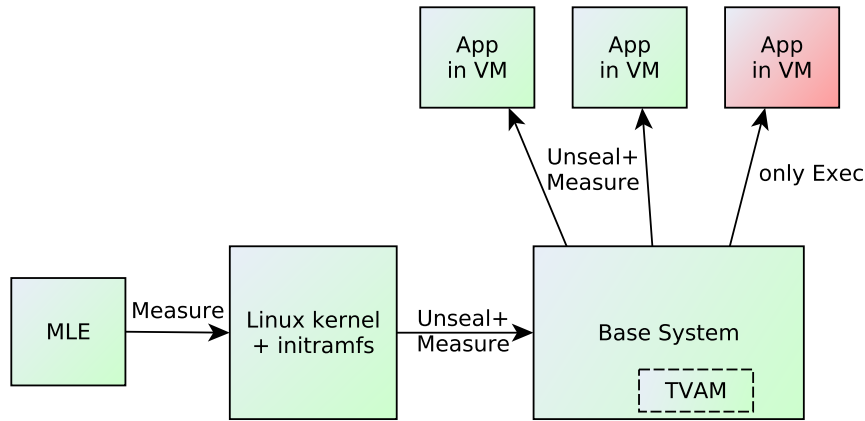 App
in VM
App
in VM
App
in VM
Unseal+
Measure
only Exec
MLE
Measure
Linux kernel
+ initramfs
Unseal+
Measure
Base System
TVAM